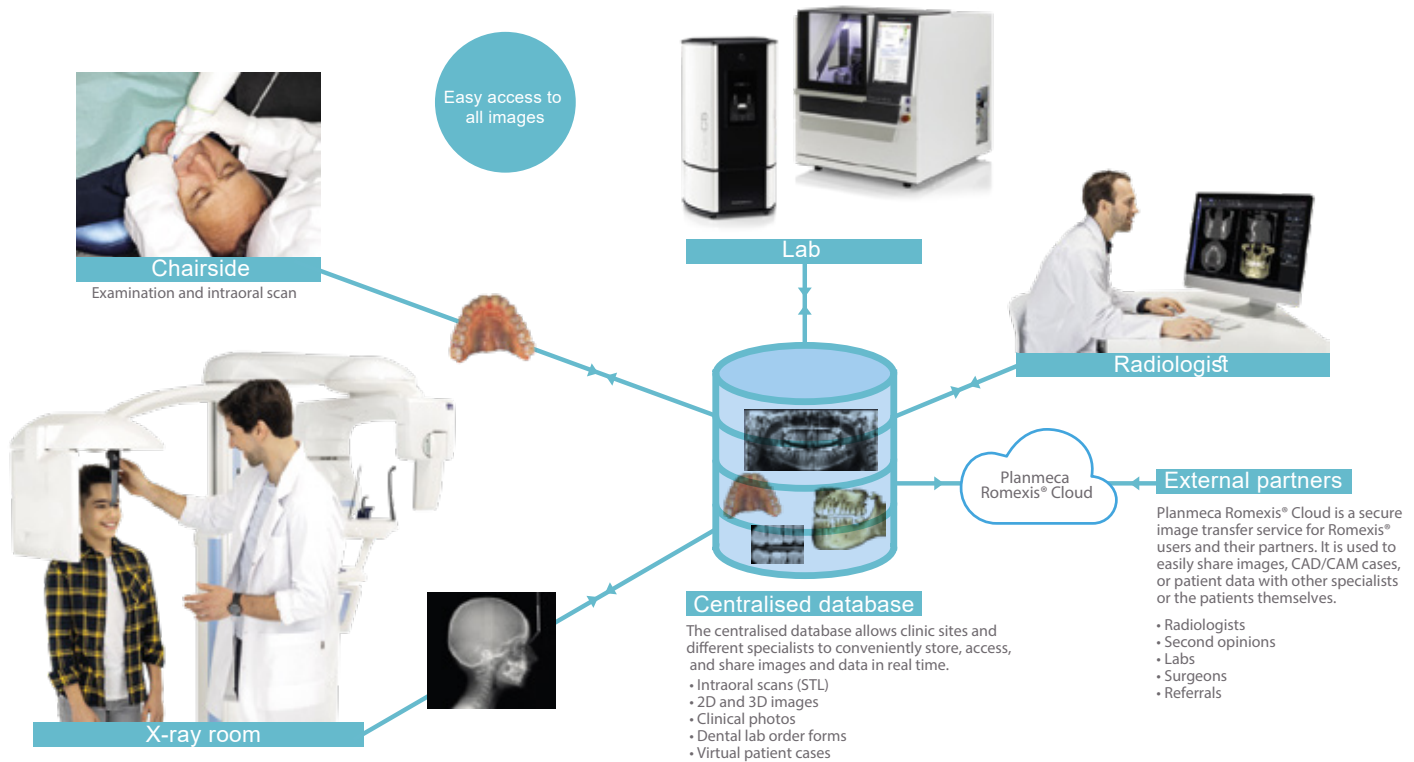 Easy access to
all images
Chairside
Examination and intraoral scan
Lab
Radiologist
X-ray room
Planmeca
Romexis® Cloud
External partners
Planmeca Romexis® Cloud is a secure
image transfer service for Romexis®
users and their partners. It is used to
easily share images, CAD/CAM cases,
or patient data with other specialists
or the patients themselves.
• Radiologists
• Second opinions
• Labs
• Surgeons
• Referrals
Centralised database
The centralised database allows clinic sites and
different specialists to conveniently store, access,
and share images and data in real time.
• Intraoral scans (STL)
• 2D and 3D images
• Clinical photos
• Dental lab order forms
• Virtual patient cases